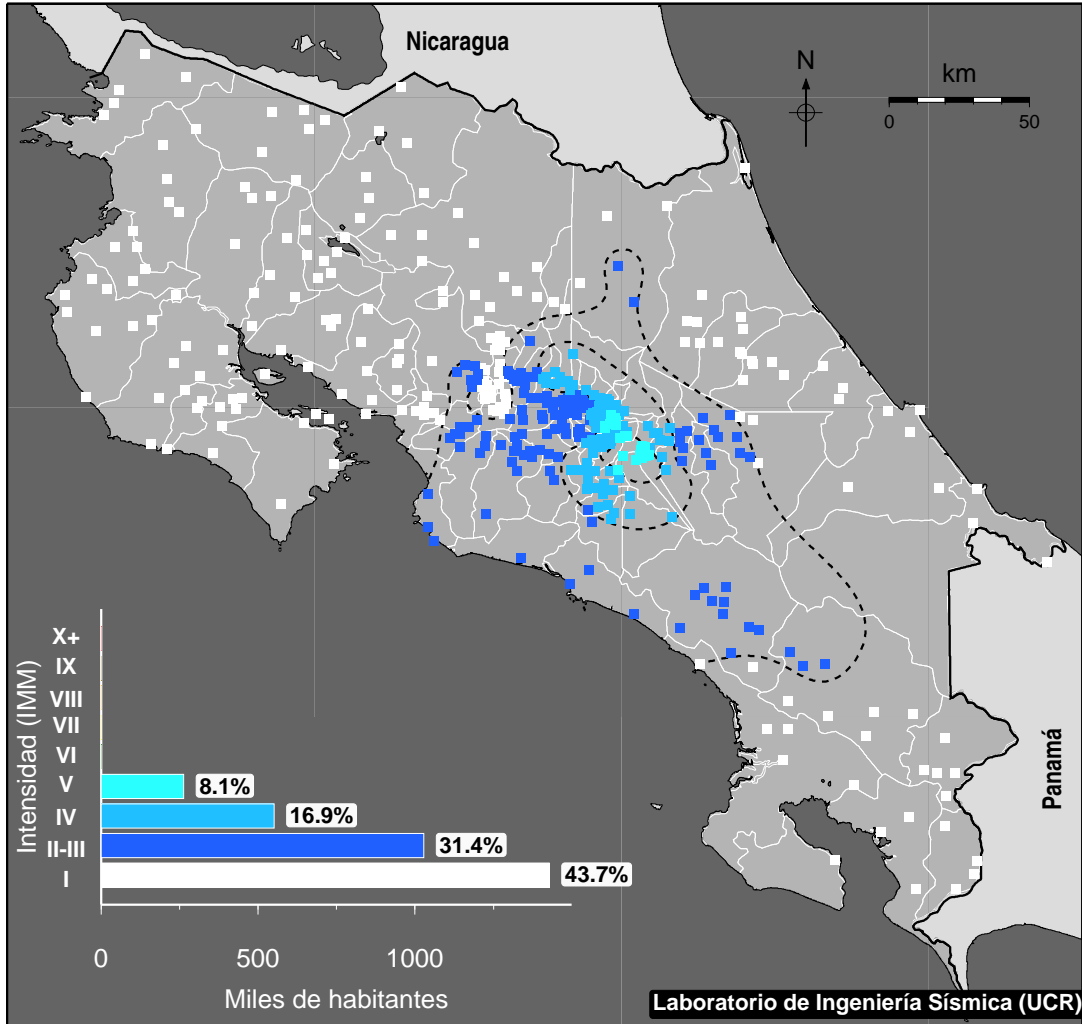 Nicaragua
N
km
0 50
Panamá
Intensidad (IMM)
X+
IX
VIII
VII
VI
V 8.1%
IV 16.9%
II-III 31.4%
I 43.7%
0 500 1000
Miles de habitantes
Laboratorio de Ingeniería Sísmica (UCR)